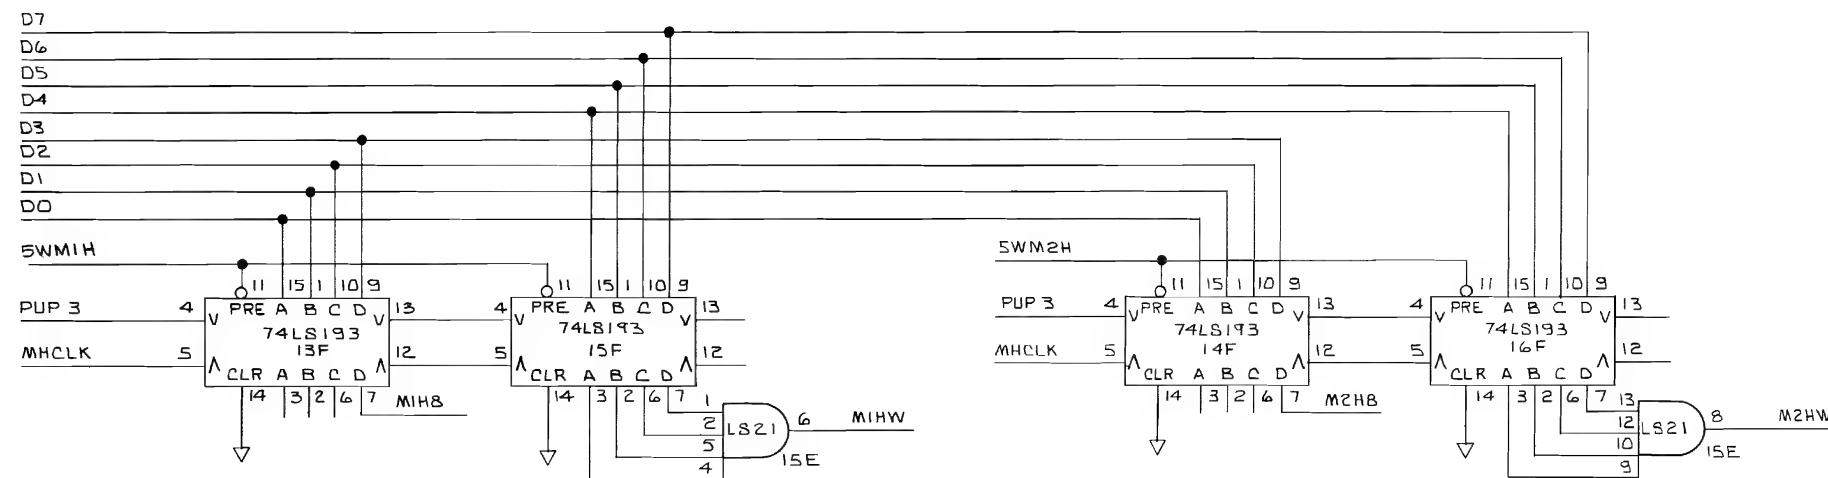 D7
D6
D5
D4
D3
D2
D1
D0
5WM1H
5WM2H
11 15 1 10 9
11 15 1 10 9
11 15 1 10 9
11 15 1 10 9
PUP 3 4 V PRE A B C D V 13
4 V PRE A B C D V 13
PUP 3 4 V PRE A B C D V 13
4 V PRE A B C D V 13
74LS193
13F
74LS193
15F
74LS193
14F
74LS193
16F
MHCLK 5 Λ Λ 12
5 Λ Λ 12
MHCLK 5 Λ Λ 12
5 Λ Λ 12
CLR A B C D
CLR A B C D
CLR A B C D
CLR A B C D
14 3 2 6 7 M1H8
14 3 2 6 7
14 3 2 6 7 M2H8
14 3 2 6 7
1
2
5
4
LS21
6
M1HW
15E
13
12
10
9
LS21
8
M2HW
15E